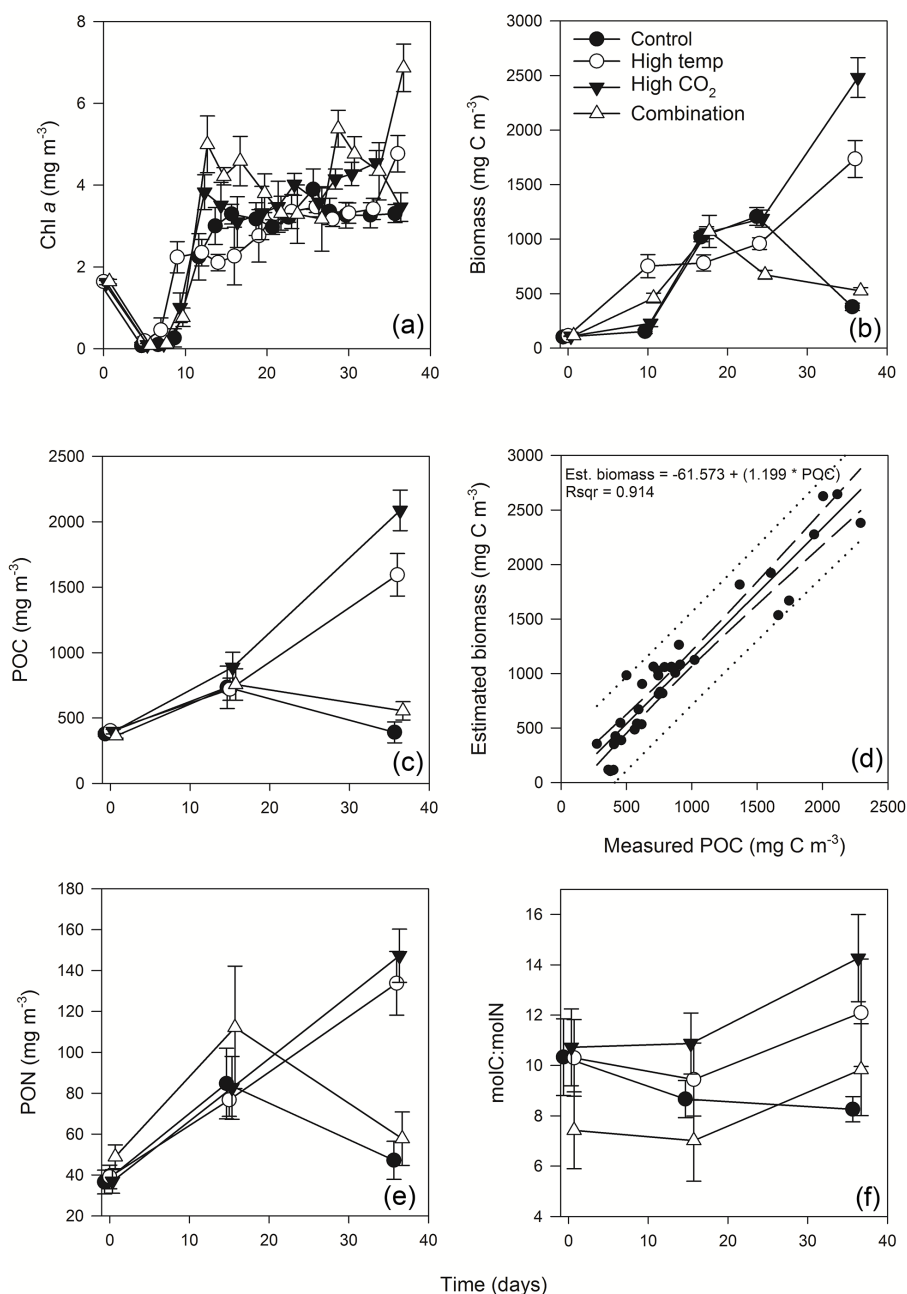 8
6
4
2
0
Chl a (mg m-3)
0 10 20 30 40
(a)
3000
2500
2000
1500
1000
500
0
Biomass (mg C m-3)
Control
High temp
High CO2
Combination
0 10 20 30 40
(b)
2500
2000
1500
1000
500
0
POC (mg m-3)
0 10 20 30 40
(c)
3000
2500
2000
1500
1000
500
0
Estimated biomass (mg C m-3)
Est. biomass = -61.573 + (1.199 * POC)
Rsqr = 0.914
(d)
0 500 1000 1500 2000 2500
Measured POC (mg C m-3)
180
160
140
120
100
80
60
40
20
PON (mg m-3)
0 10 20 30 40
(e)
16
14
12
10
8
6
4
molC:molN
0 10 20 30 40
(f)
Time (days)